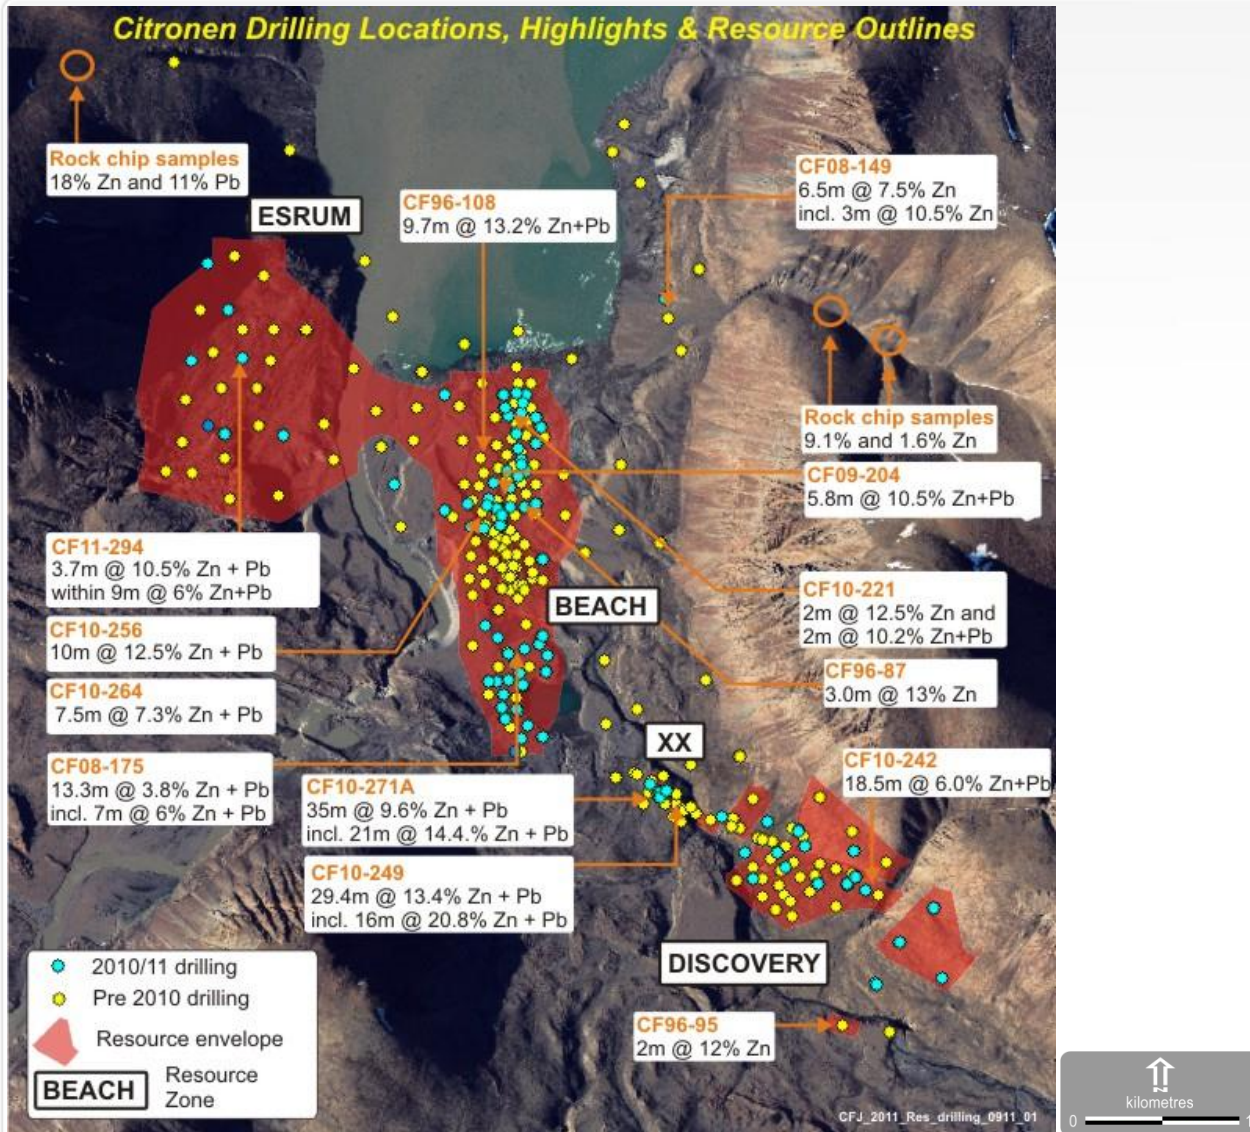 Citronen Drilling Locations, Highlights & Resource Outlines
Rock chip samples
18% Zn and 11% Pb
ESRUM
CF96-108
9.7m @ 13.2% Zn+Pb
CF08-149
6.5m @ 7.5% Zn
incl. 3m @ 10.5% Zn
Rock chip samples
9.1% and 1.6% Zn
CF09-204
5.8m @ 10.5% Zn+Pb
CF11-294
3.7m @ 10.5% Zn + Pb
within 9m @ 6% Zn+Pb
CF10-221
2m @ 12.5% Zn and
2m @ 10.2% Zn+Pb
BEACH
CF10-256
10m @ 12.5% Zn + Pb
CF96-87
3.0m @ 13% Zn
CF10-264
7.5m @ 7.3% Zn + Pb
XX
CF08-175
13.3m @ 3.8% Zn + Pb
incl. 7m @ 6% Zn + Pb
CF10-242
18.5m @ 6.0% Zn+Pb
CF10-271A
35m @ 9.6% Zn + Pb
incl. 21m @ 14.4.% Zn + Pb
CF10-249
29.4m @ 13.4% Zn + Pb
incl. 16m @ 20.8% Zn + Pb
DISCOVERY
2010/11 drilling
Pre 2010 drilling
Resource envelope
BEACH
Resource
Zone
CF96-95
2m @ 12% Zn
CFJ_2011_Res_drilling_0911_01
kilometres
0